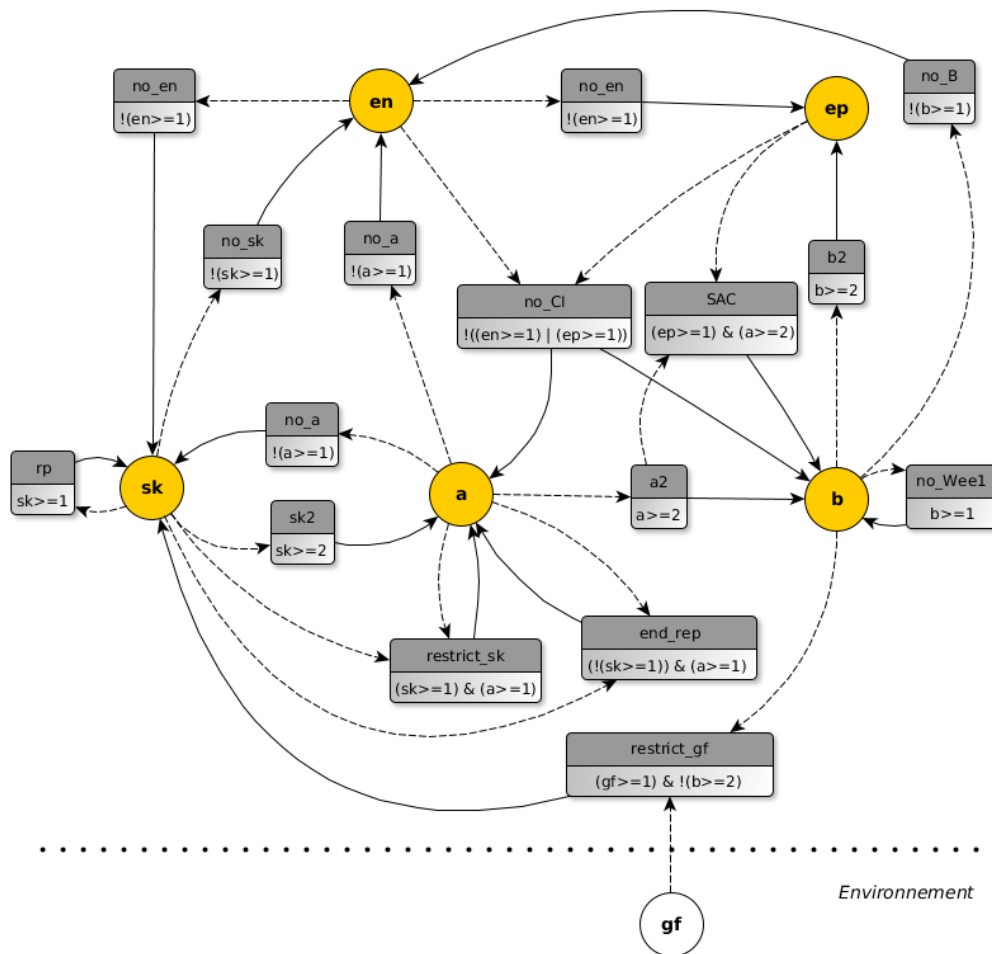 no_en
!(en>=1)
en
no_en
!(en>=1)
ep
no_B
!(b>=1)
no_sk
!(sk>=1)
no_a
!(a>=1)
no_CI
!((en>=1) | (ep>=1))
SAC
(ep>=1) & (a>=2)
b2
b>=2
rp
sk>=1
sk
no_a
!(a>=1)
sk2
sk>=2
a
a2
a>=2
b
no_Wee1
b>=1
restrict_sk
(sk>=1) & (a>=1)
end_rep
(!(sk>=1)) & (a>=1)
restrict_gf
(gf>=1) & !(b>=2)
Environnement
gf